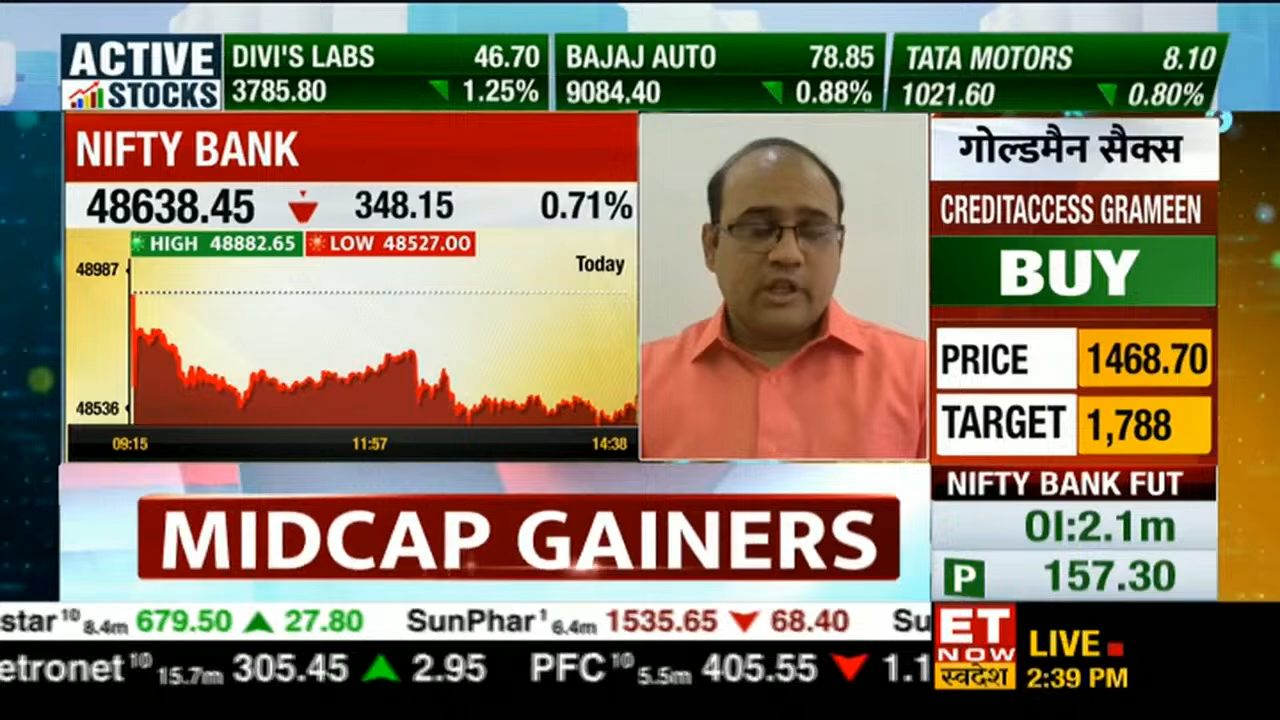 ACTIVE
STOCKS
DIVI'S LABS 46.70
3785.80 1.25%
BAJAJ AUTO 78.85
9084.40 0.88%
TATA MOTORS 8.10
1021.60 0.80%
NIFTY BANK
48638.45 348.15 0.71%
HIGH 48882.65 LOW 48527.00
Today
48987
48536
09:15 11:57 14:38
गोल्डमैन सैक्स
CREDITACCESS GRAMEEN
BUY
PRICE 1468.70
TARGET 1,788
NIFTY BANK FUT
OI:2.1m
P 157.30
MIDCAP GAINERS
star 10 8.4m 679.50 ▲ 27.80 SunPhar 1 6.4m 1535.65 ▼ 68.40 Su
etronet 10 15.7m 305.45 ▲ 2.95 PFC 10 5.5m 405.55 ▼ 1.1
ET
NOW
स्वदेश
LIVE
2:39 PM